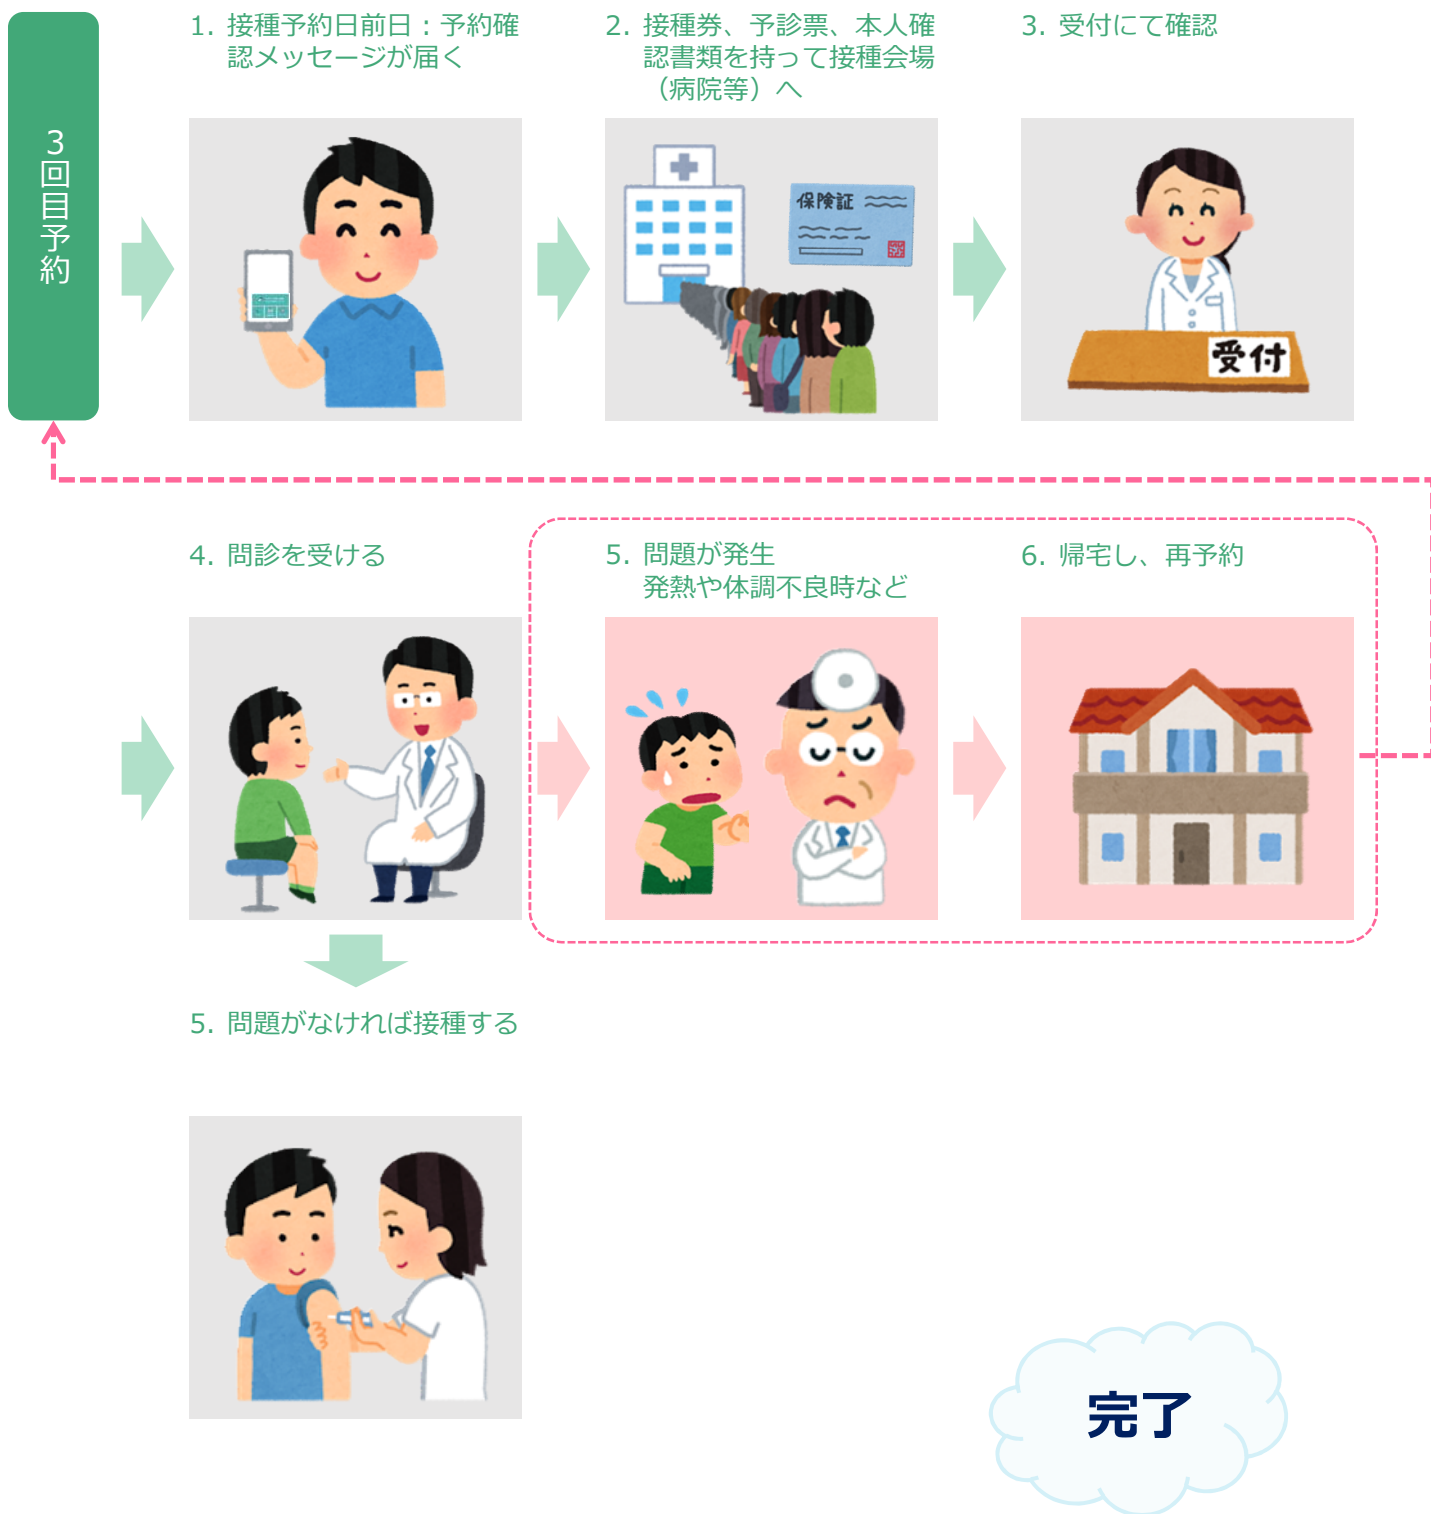 3回目予約
1. 接種予約日前日：予約確
認メッセージが届く
2. 接種券、予診票、本人確
認書類を持って接種会場
（病院等）へ
3. 受付にて確認
保険証
受付
4. 問診を受ける
5. 問題が発生
発熱や体調不良時など
6. 帰宅し、再予約
5. 問題がなければ接種する
完了